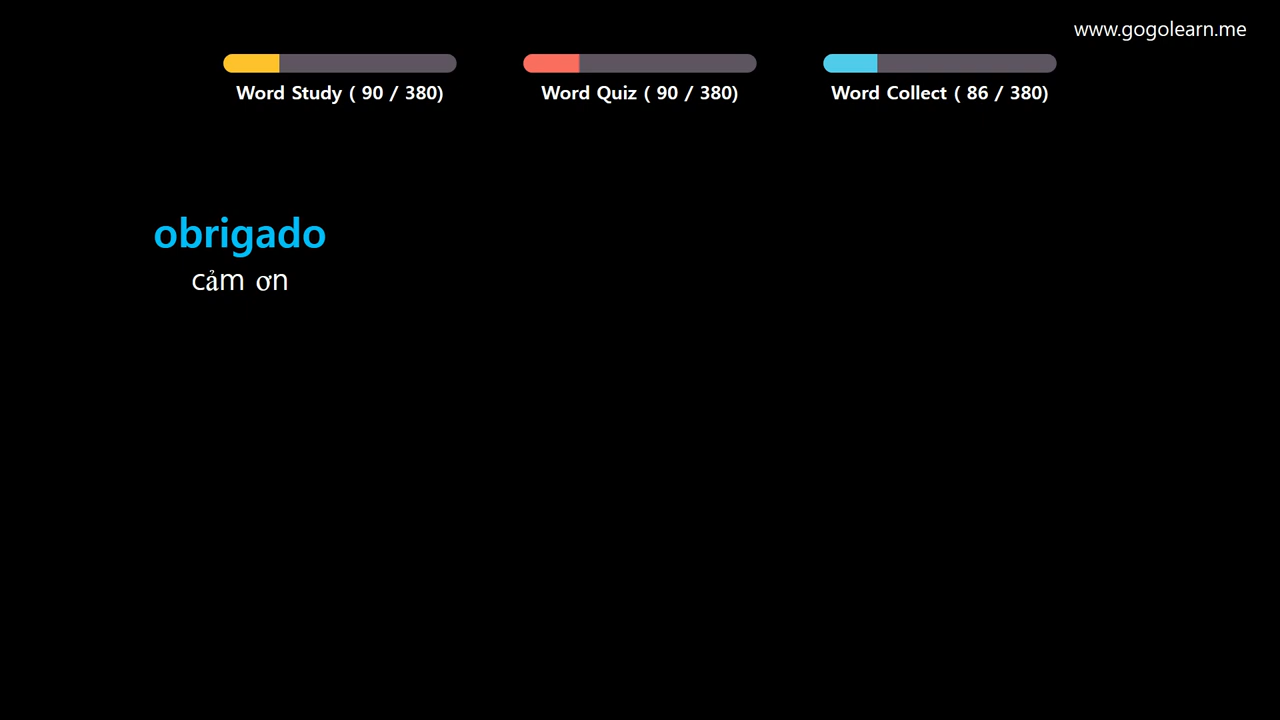 www.gogolearn.me
Word Study ( 90 / 380)
Word Quiz ( 90 / 380)
Word Collect ( 86 / 380)
obrigado
cảm ơn